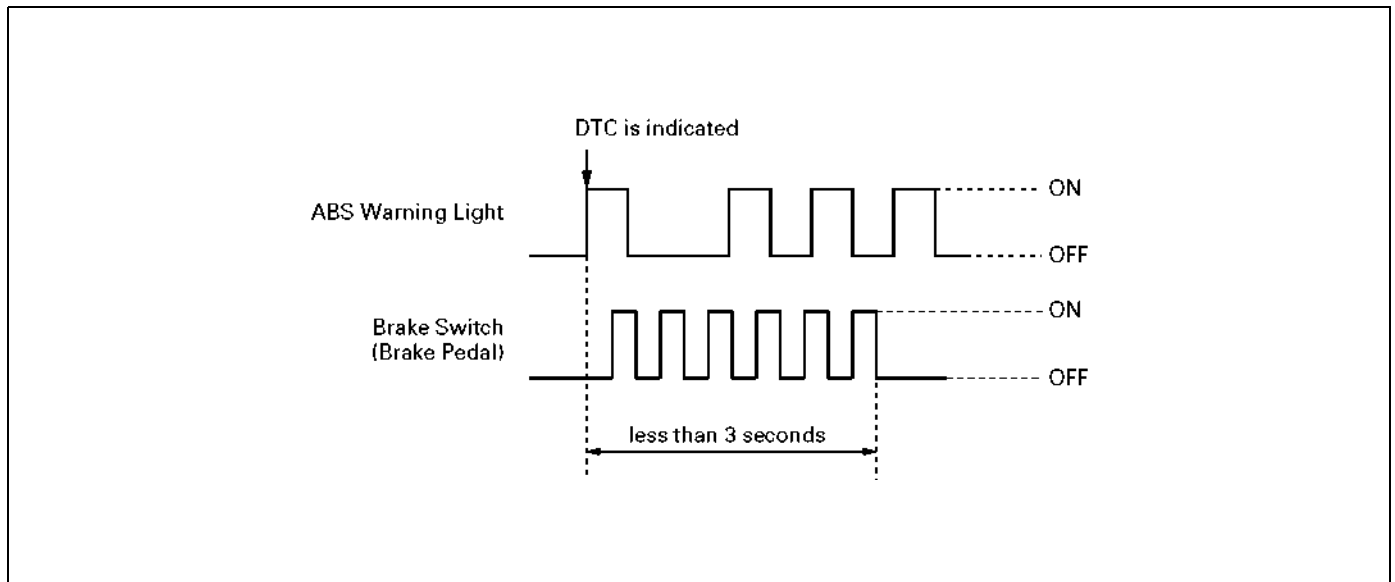 DTC is indicated
ABS Warning Light
ON
OFF
Brake Switch
(Brake Pedal)
ON
OFF
less than 3 seconds